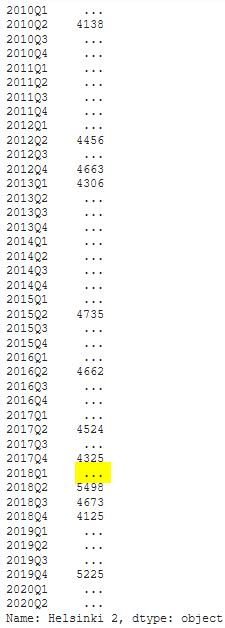 2010Q1 ...
2010Q2 4138
2010Q3 ...
2010Q4 ...
2011Q1 ...
2011Q2 ...
2011Q3 ...
2011Q4 ...
2012Q1 ...
2012Q2 4456
2012Q3 ...
2012Q4 4663
2013Q1 4306
2013Q2 ...
2013Q3 ...
2013Q4 ...
2014Q1 ...
2014Q2 ...
2014Q3 ...
2014Q4 ...
2015Q1 ...
2015Q2 4735
2015Q3 ...
2015Q4 ...
2016Q1 ...
2016Q2 4662
2016Q3 ...
2016Q4 ...
2017Q1 ...
2017Q2 4524
2017Q3 ...
2017Q4 4325
2018Q1 ...
2018Q2 5498
2018Q3 4673
2018Q4 4125
2019Q1 ...
2019Q2 ...
2019Q3 ...
2019Q4 5225
2020Q1 ...
2020Q2 ...
Name: Helsinki 2, dtype: object